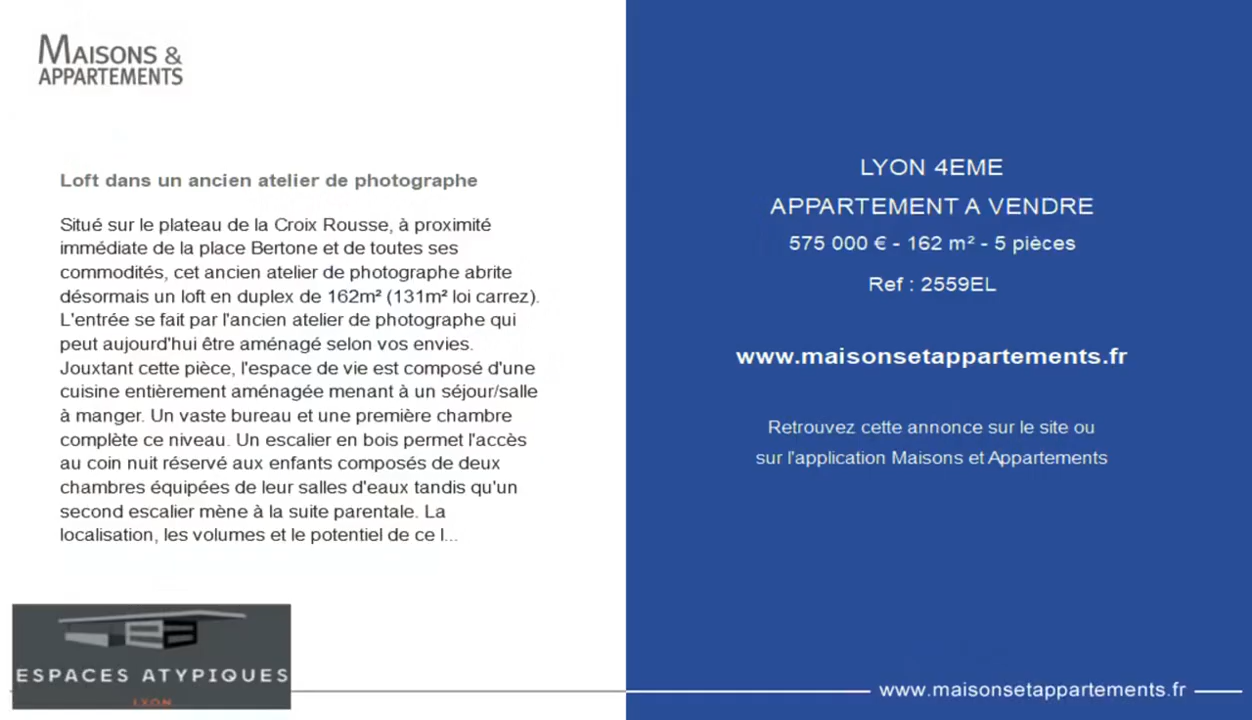 MAISONS &
APPARTEMENTS
Loft dans un ancien atelier de photographe
Situé sur le plateau de la Croix Rousse, à proximité
immédiate de la place Bertone et de toutes ses
commodités, cet ancien atelier de photographe abrite
désormais un loft en duplex de 162m² (131m² loi carrez).
L'entrée se fait par l'ancien atelier de photographe qui
peut aujourd'hui être aménagé selon vos envies.
Jouxtant cette pièce, l'espace de vie est composé d'une
cuisine entièrement aménagée menant à un séjour/salle
à manger. Un vaste bureau et une première chambre
complète ce niveau. Un escalier en bois permet l'accès
au coin nuit réservé aux enfants composés de deux
chambres équipées de leur salles d'eaux tandis qu'un
second escalier mène à la suite parentale. La
localisation, les volumes et le potentiel de ce l...
ESPACES ATYPIQUES
LYON
LYON 4EME
APPARTEMENT A VENDRE
575 000 € - 162 m² - 5 pièces
Ref : 2559EL
www.maisonsetappartements.fr
Retrouvez cette annonce sur le site ou
sur l'application Maisons et Appartements
www.maisonsetappartements.fr